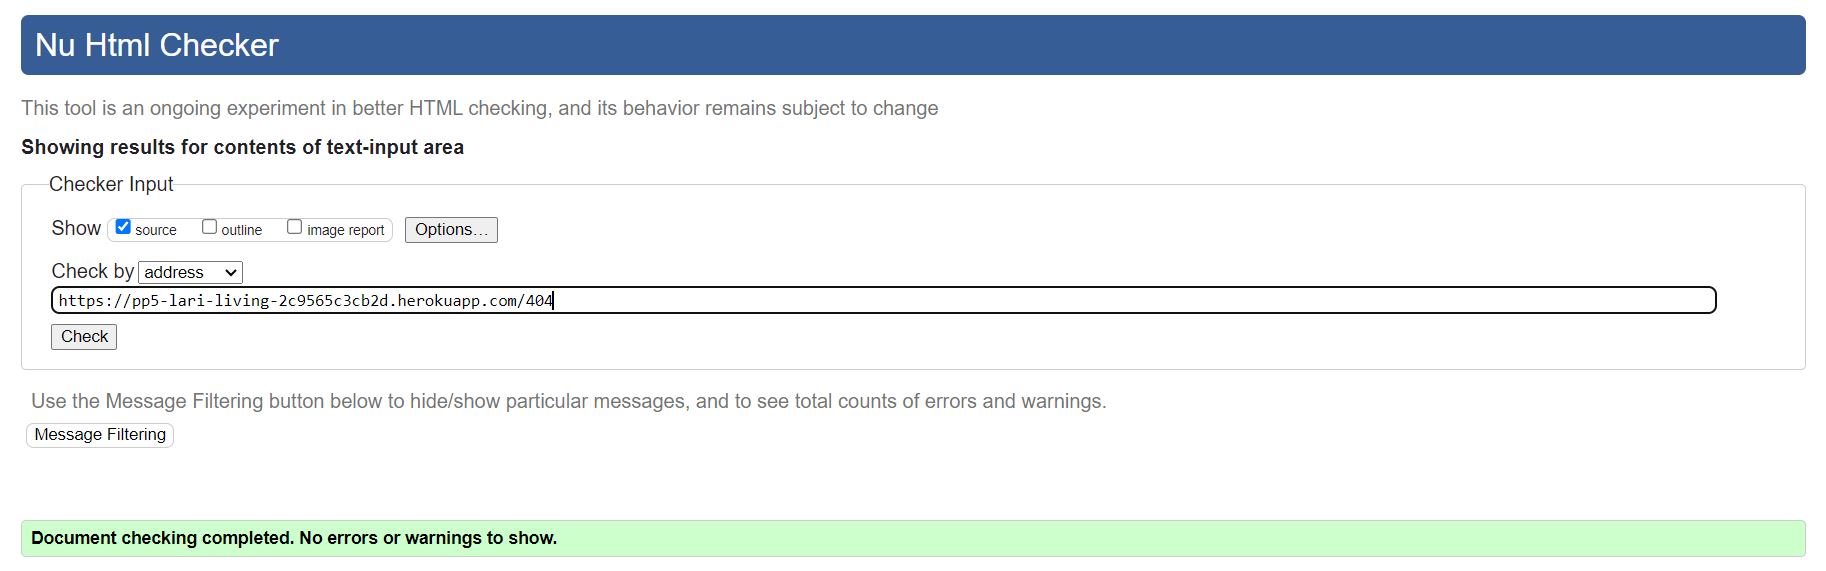 Nu Html Checker
This tool is an ongoing experiment in better HTML checking, and its behavior remains subject to change
Showing results for contents of text-input area
Checker Input
Show source outline image report Options...
Check by address
https://pp5-lari-living-2c9565c3cb2d.herokuapp.com/404
Check
Use the Message Filtering button below to hide/show particular messages, and to see total counts of errors and warnings.
Message Filtering
Document checking completed. No errors or warnings to show.